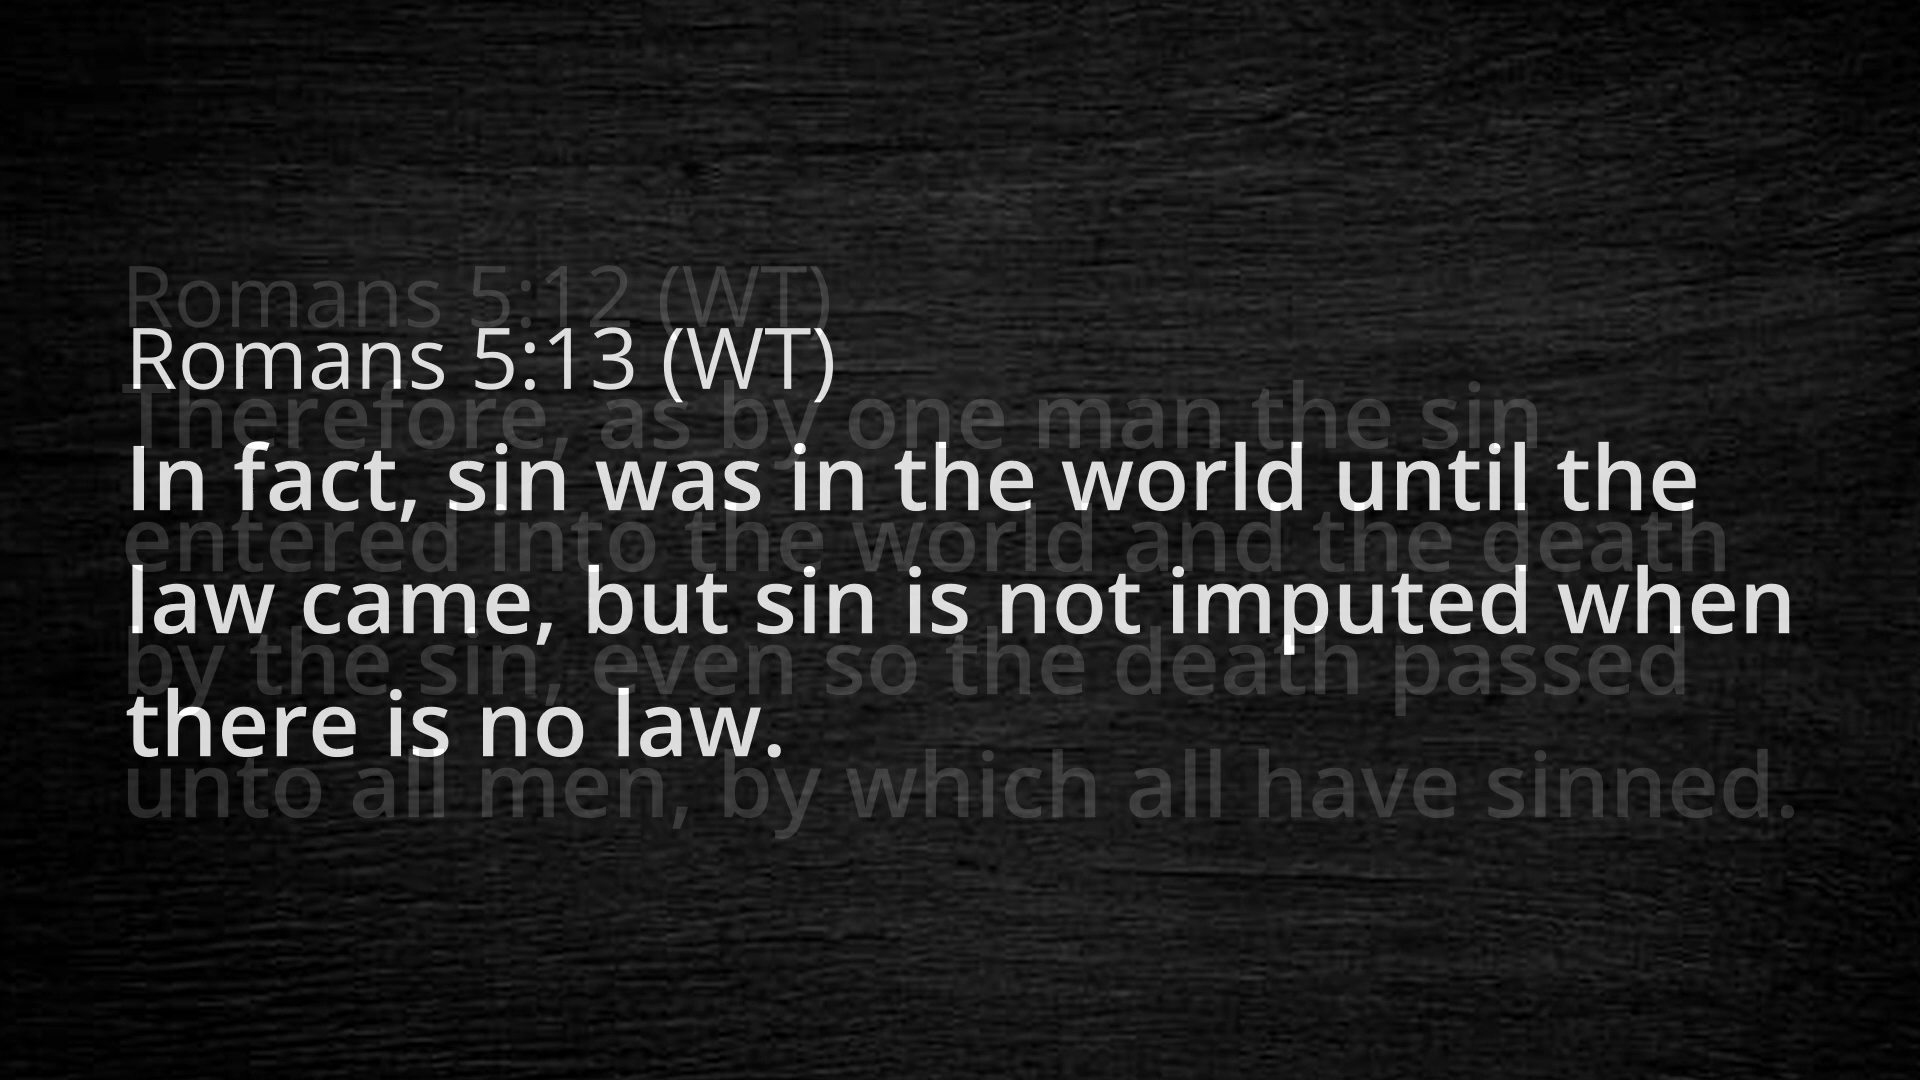 Romans 5:12 (WT)
Therefore, as by one man the sin
entered into the world and the death
by the sin, even so the death passed
unto all men, by which all have sinned.
Romans 5:13 (WT)
In fact, sin was in the world until the
law came, but sin is not imputed when
there is no law.